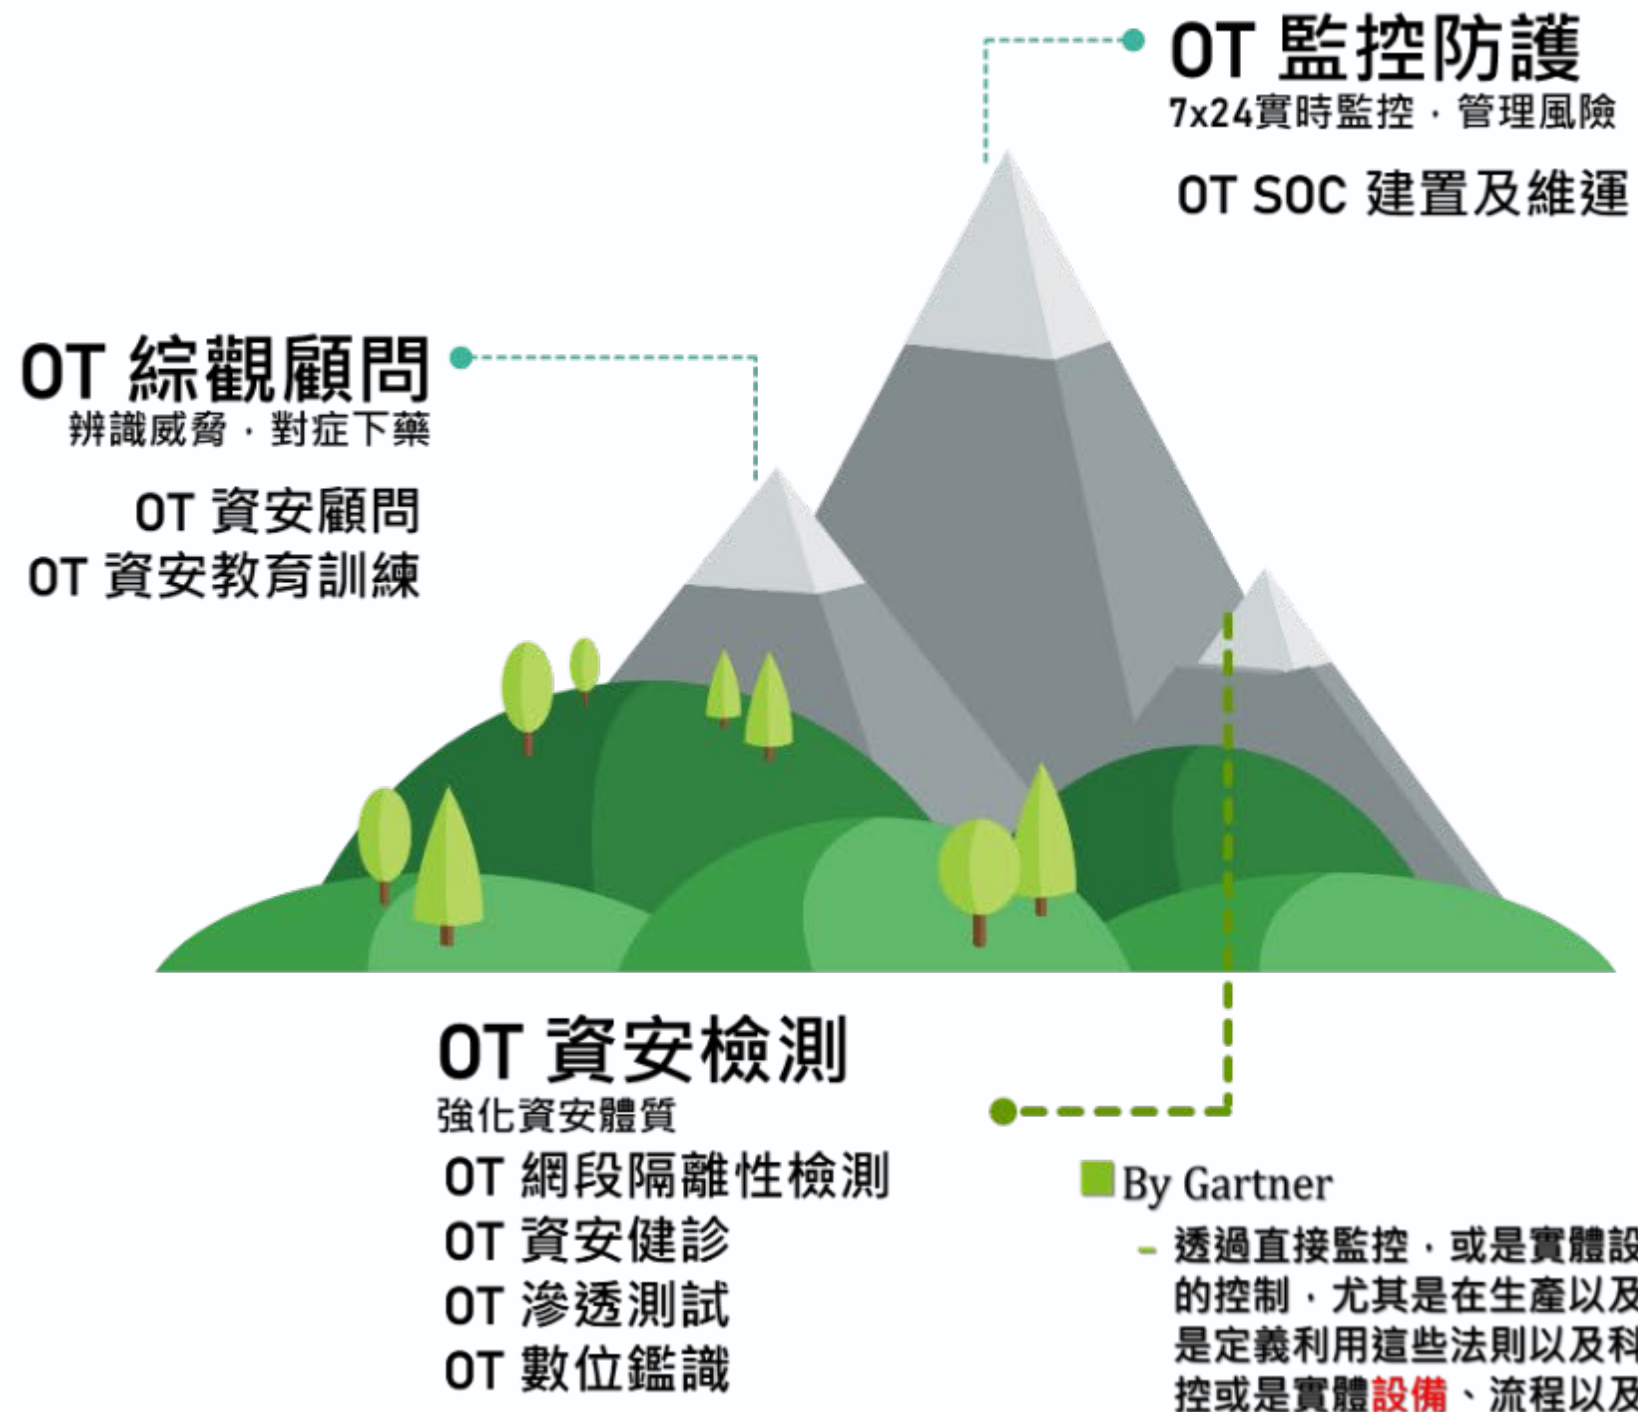 OT 監控防護
7x24實時監控，管理風險
OT SOC 建置及維運
OT 綜觀顧問
辨識威脅，對症下藥
OT 資安顧問
OT 資安教育訓練
OT 資安檢測
強化資安體質
OT 網段隔離性檢測
OT 資安健診
OT 滲透測試
OT 數位鑑識
By Gartner
- 透過直接監控，或是實體設
的控制，尤其是在生產以及
是定義利用這些法則以及科
控或是實體設備、流程以及